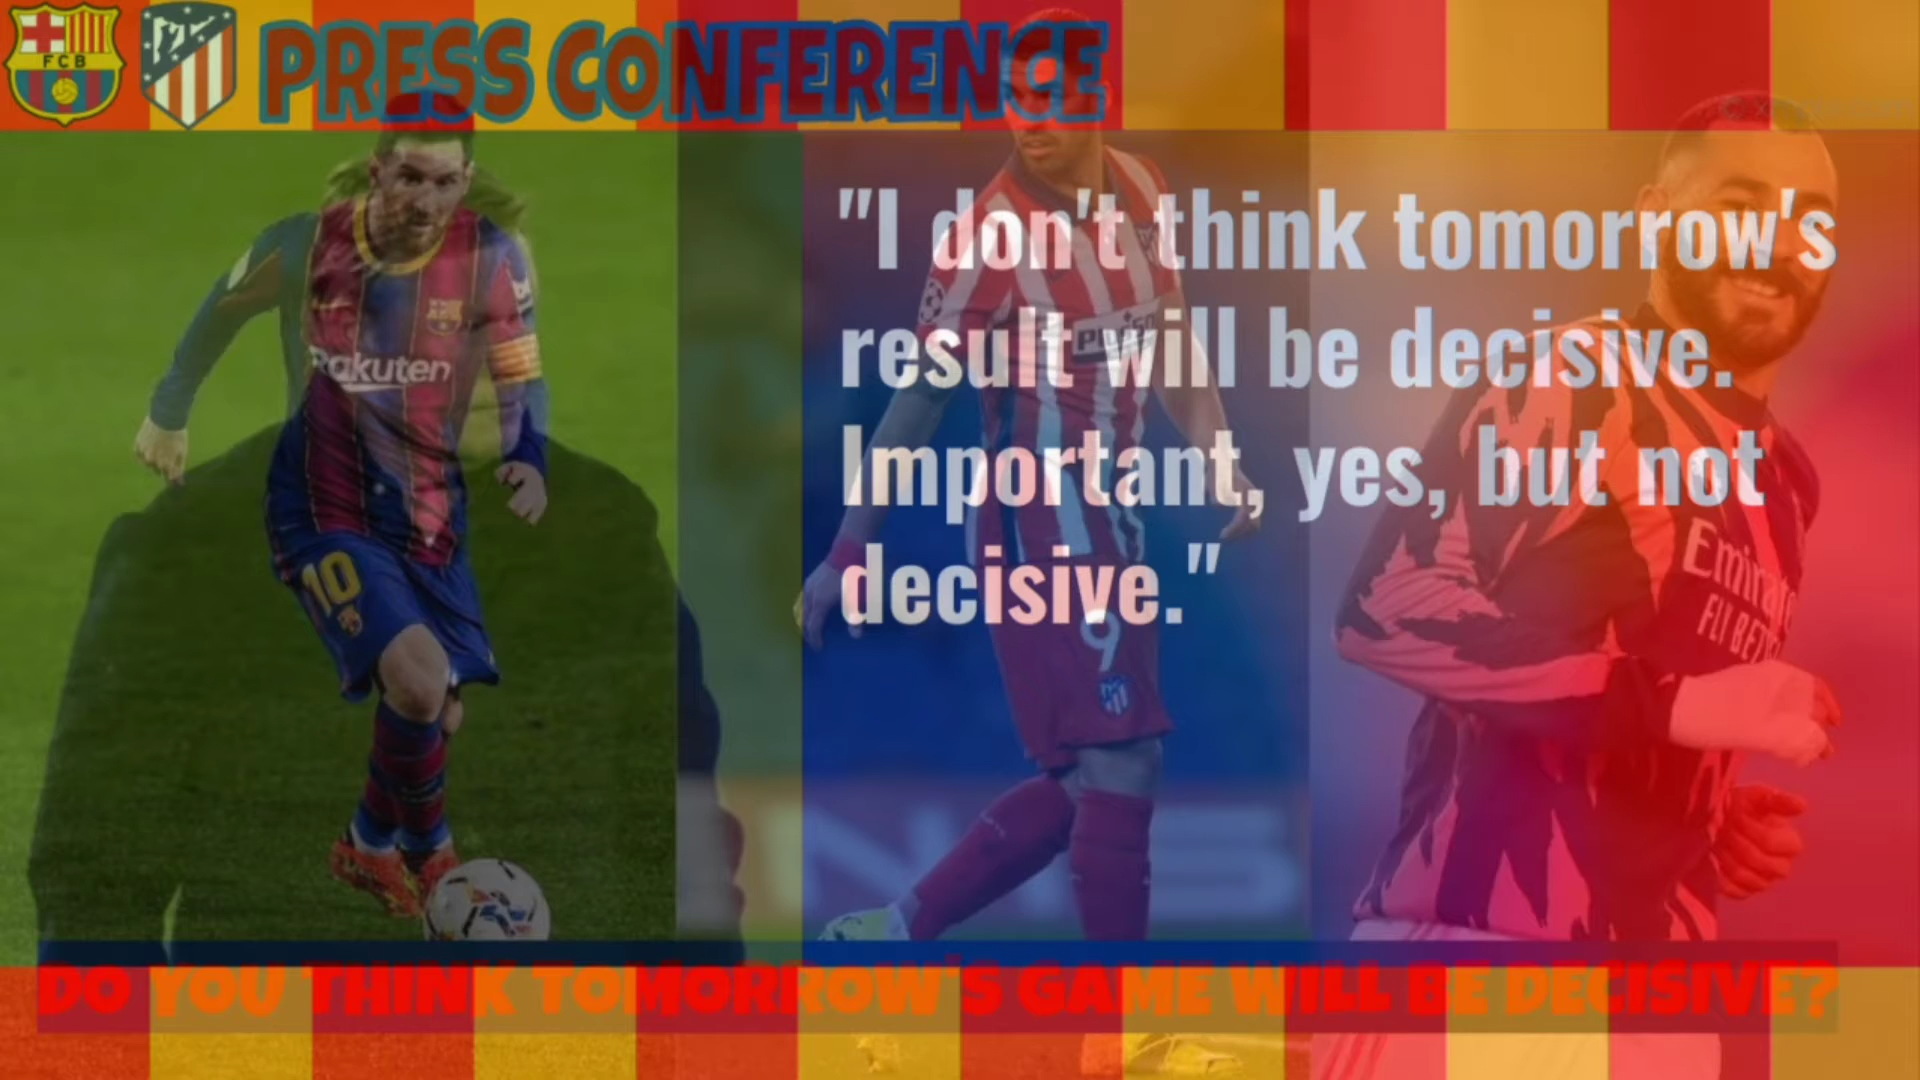 FCB
PRESS CONFERENCE
"I don't think tomorrow's
result will be decisive.
Important, yes, but not
decisive."
Rakuten
10
9
Emirates
FLY BETTER
DO YOU THINK TOMORROW'S GAME WILL BE DECISIVE?